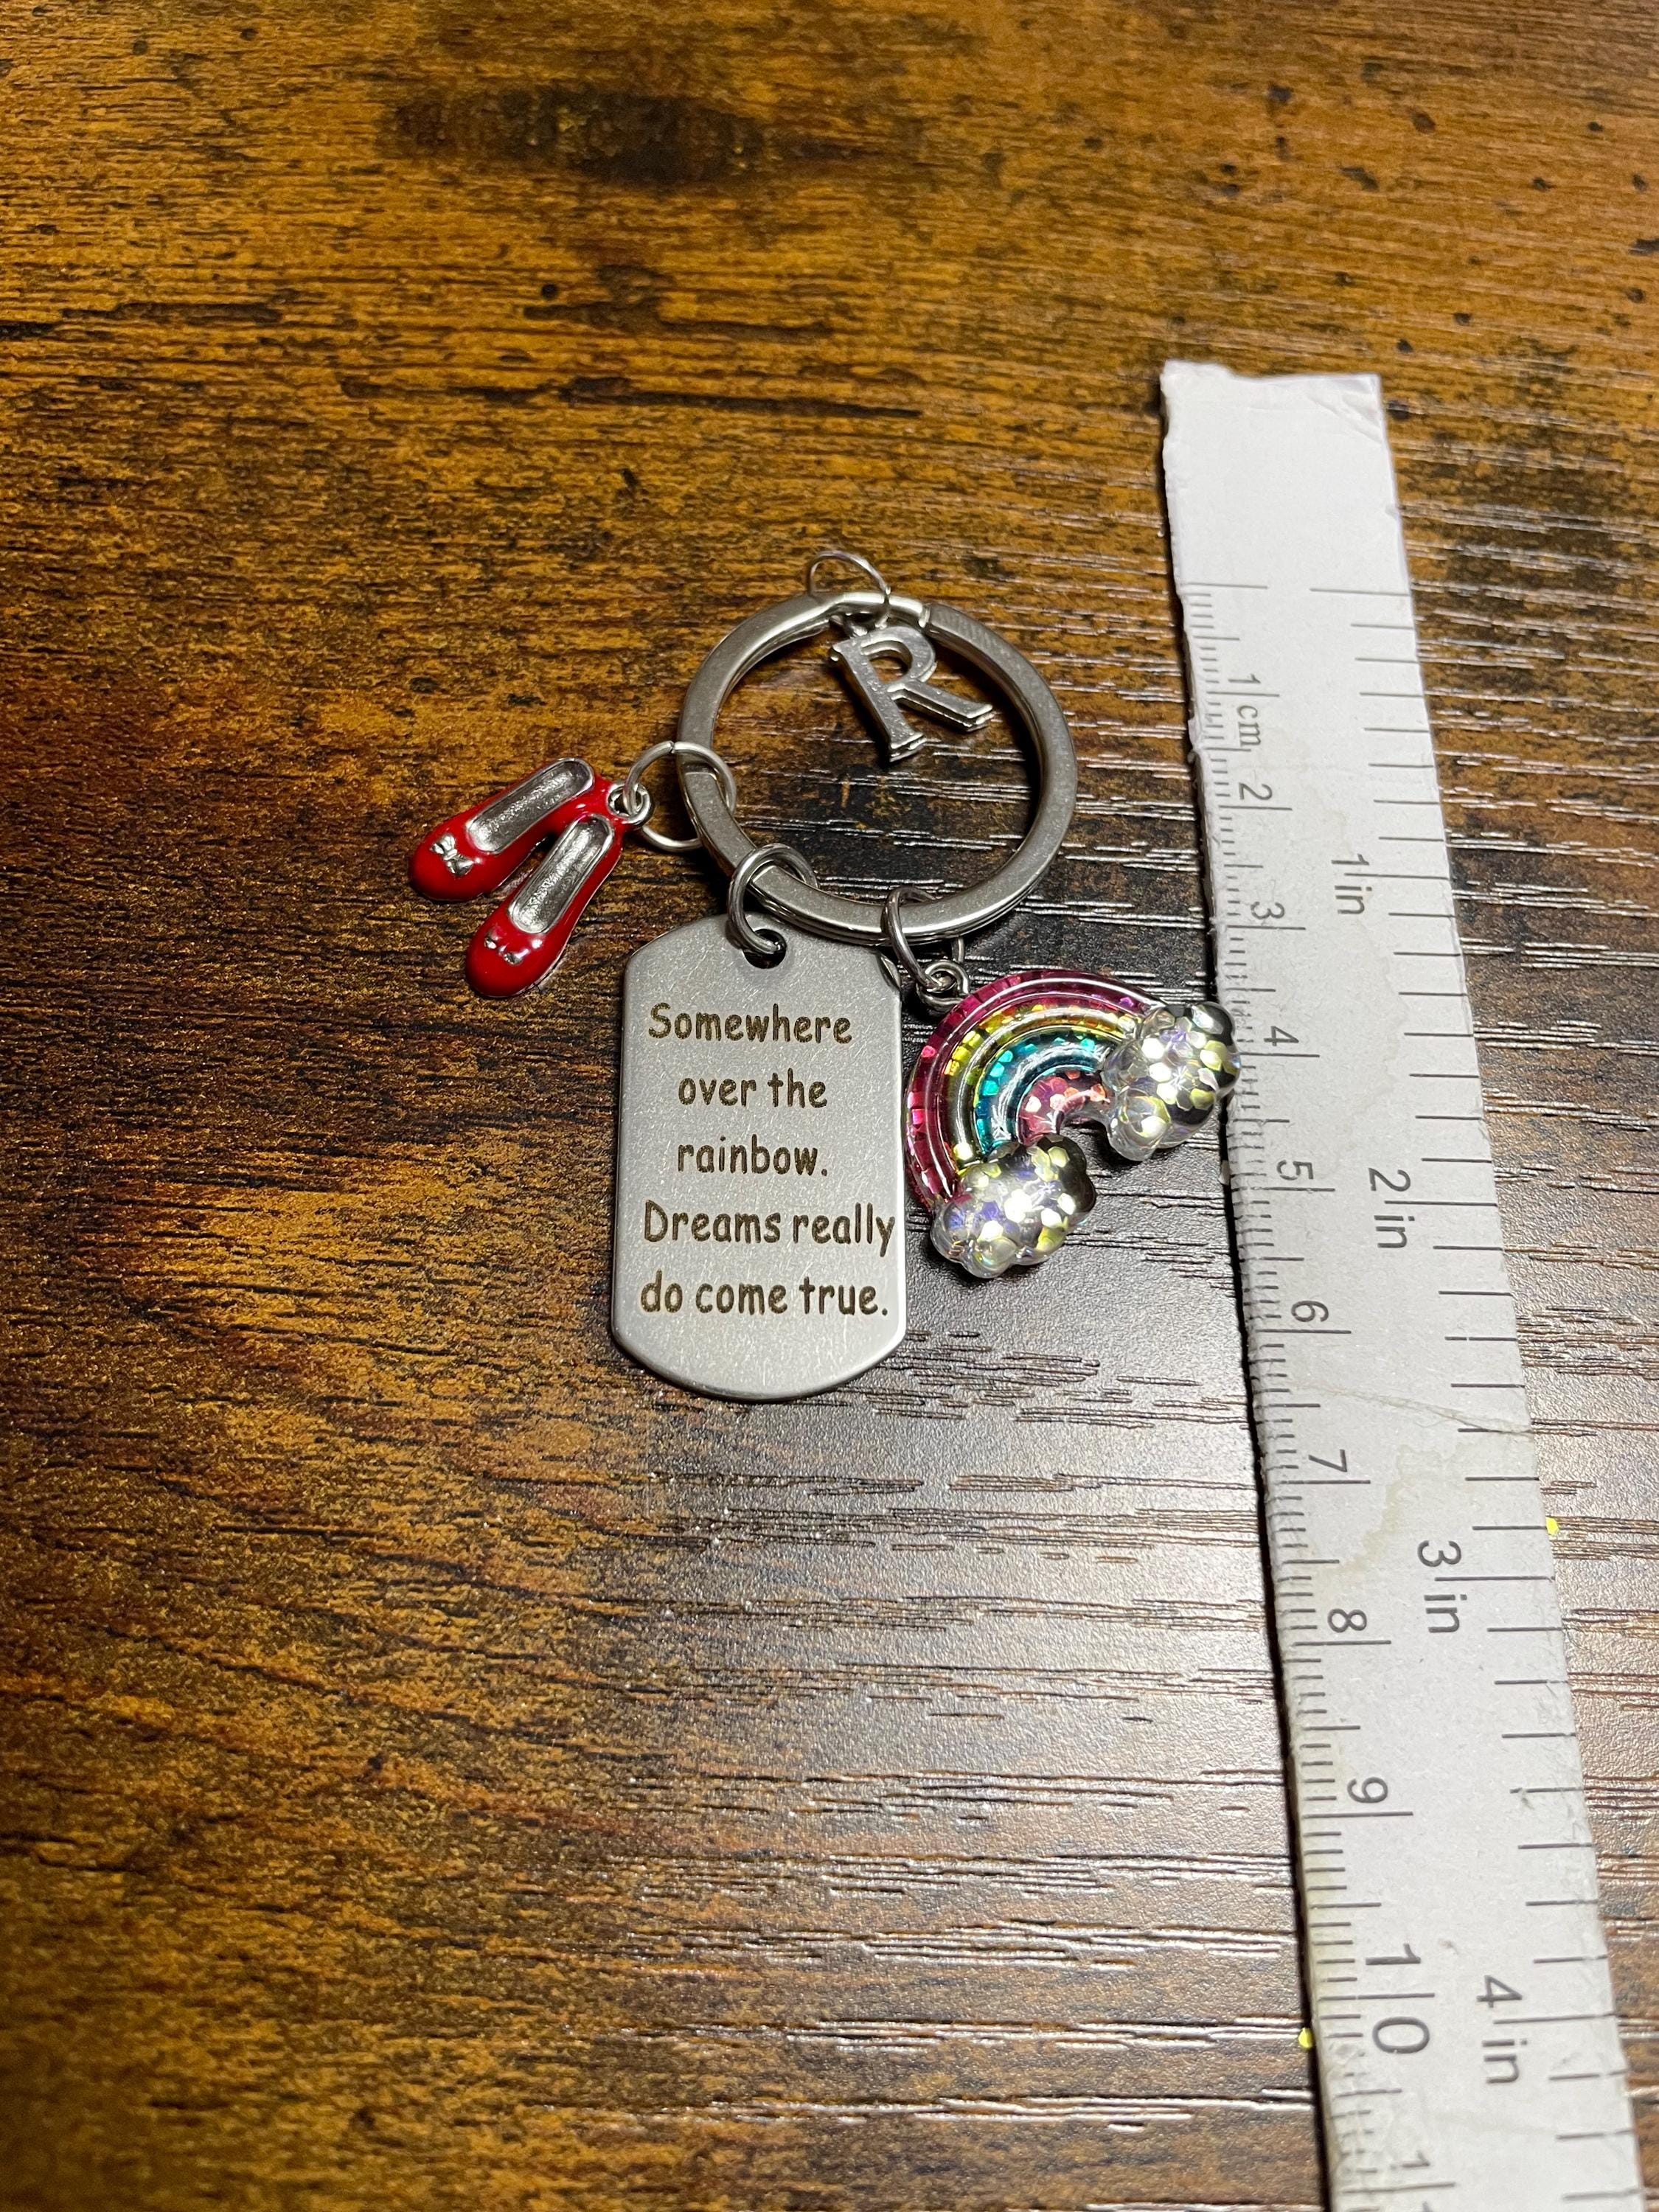 R
Somewhere
over the
rainbow.
Dreams really
do come true.
1 cm
2
3
4
5
6
7
8
9
10
1
1 in
2 in
3 in
4 in